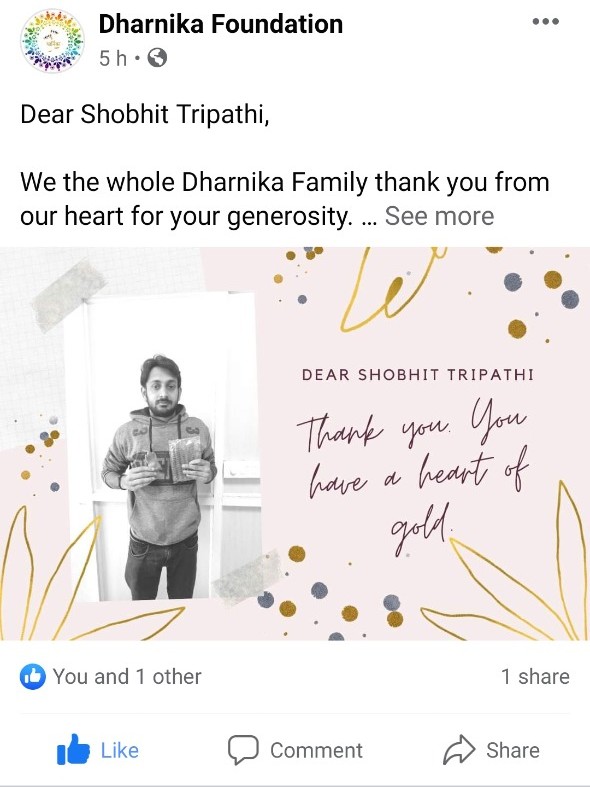 Dharnika Foundation
5 h
Dear Shobhit Tripathi,
We the whole Dharnika Family thank you from
our heart for your generosity. ... See more
DEAR SHOBHIT TRIPATHI
Thank you. You
have a heart of
gold.
You and 1 other
1 share
Like
Comment
Share